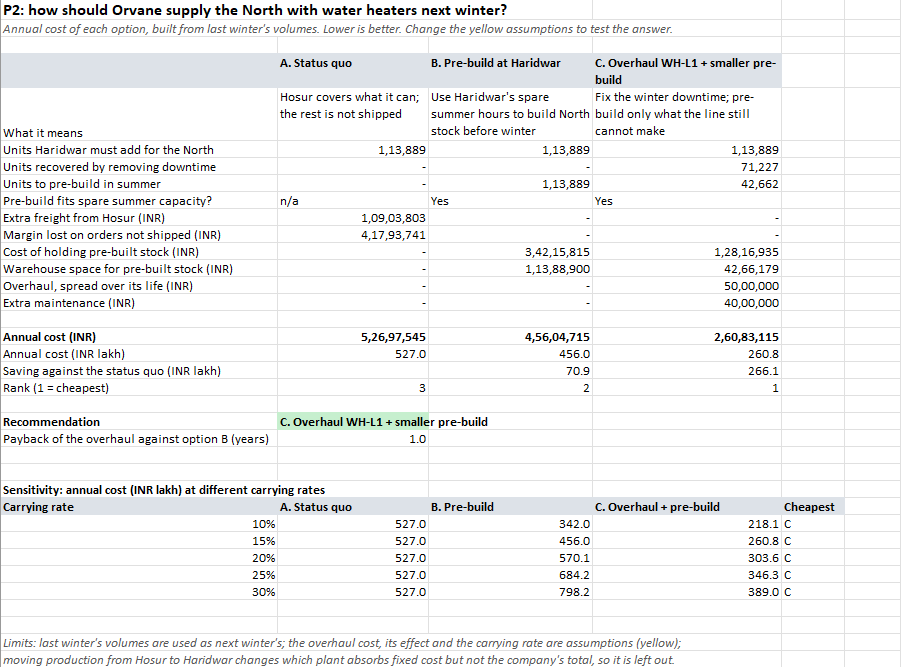 P2: how should Orvane supply the North with water heaters next winter?
Annual cost of each option, built from last winter's volumes. Lower is better. Change the yellow assumptions to test the answer.
A. Status quo B. Pre-build at Haridwar C. Overhaul WH-L1 + smaller pre-
build
Hosur covers what it can; Use Haridwar's spare Fix the winter downtime; pre-
the rest is not shipped summer hours to build North build only what the line still
What it means stock before winter cannot make
Units Haridwar must add for the North 1,13,889 1,13,889 1,13,889
Units recovered by removing downtime - - 71,227
Units to pre-build in summer - 1,13,889 42,662
Pre-build fits spare summer capacity? n/a Yes Yes
Extra freight from Hosur (INR) 1,09,03,803 - -
Margin lost on orders not shipped (INR) 4,17,93,741 - -
Cost of holding pre-built stock (INR) - 3,42,15,815 1,28,16,935
Warehouse space for pre-built stock (INR) - 1,13,88,900 42,66,179
Overhaul, spread over its life (INR) - - 50,00,000
Extra maintenance (INR) - - 40,00,000
Annual cost (INR) 5,26,97,545 4,56,04,715 2,60,83,115
Annual cost (INR lakh) 527.0 456.0 260.8
Saving against the status quo (INR lakh) 70.9 266.1
Rank (1 = cheapest) 3 2 1
Recommendation C. Overhaul WH-L1 + smaller pre-build
Payback of the overhaul against option B (years) 1.0
Sensitivity: annual cost (INR lakh) at different carrying rates
Carrying rate A. Status quo B. Pre-build C. Overhaul + pre-build Cheapest
10% 527.0 342.0 218.1 C
15% 527.0 456.0 260.8 C
20% 527.0 570.1 303.6 C
25% 527.0 684.2 346.3 C
30% 527.0 798.2 389.0 C
Limits: last winter's volumes are used as next winter's; the overhaul cost, its effect and the carrying rate are assumptions (yellow);
moving production from Hosur to Haridwar changes which plant absorbs fixed cost but not the company's total, so it is left out.